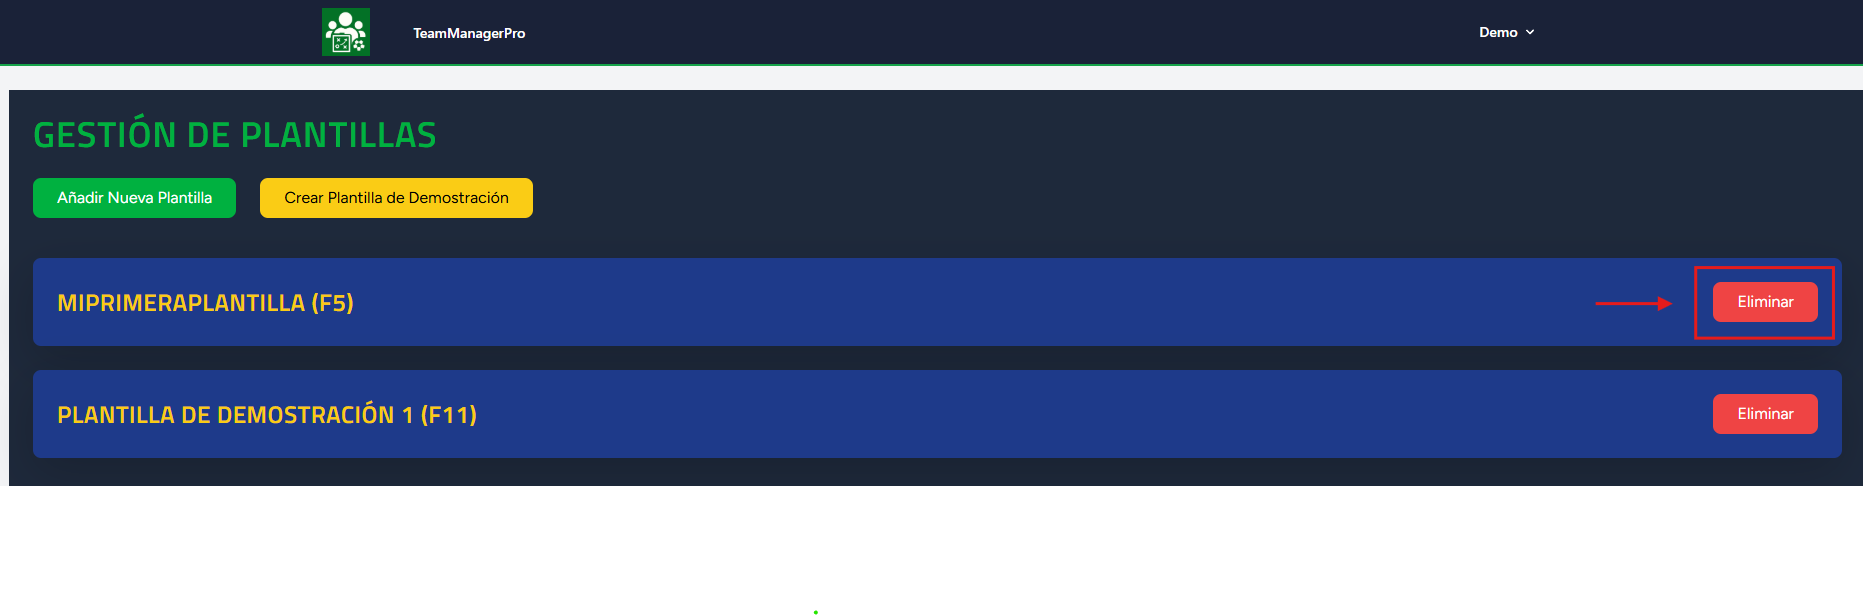 TeamManagerPro
Demo
GESTIÓN DE PLANTILLAS
Añadir Nueva Plantilla
Crear Plantilla de Demostración
MIPRIMERAPLANTILLA (F5)
Eliminar
PLANTILLA DE DEMOSTRACIÓN 1 (F11)
Eliminar